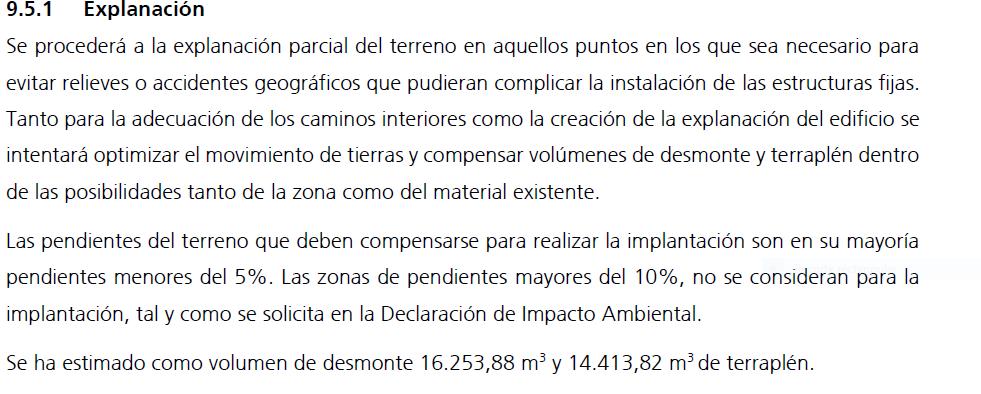 9.5.1 Explanación
Se procederá a la explanación parcial del terreno en aquellos puntos en los que sea necesario para
evitar relieves o accidentes geográficos que pudieran complicar la instalación de las estructuras fijas.
Tanto para la adecuación de los caminos interiores como la creación de la explanación del edificio se
intentará optimizar el movimiento de tierras y compensar volúmenes de desmonte y terraplén dentro
de las posibilidades tanto de la zona como del material existente.
Las pendientes del terreno que deben compensarse para realizar la implantación son en su mayoría
pendientes menores del 5%. Las zonas de pendientes mayores del 10%, no se consideran para la
implantación, tal y como se solicita en la Declaración de Impacto Ambiental.
Se ha estimado como volumen de desmonte 16.253,88 m³ y 14.413,82 m³ de terraplén.